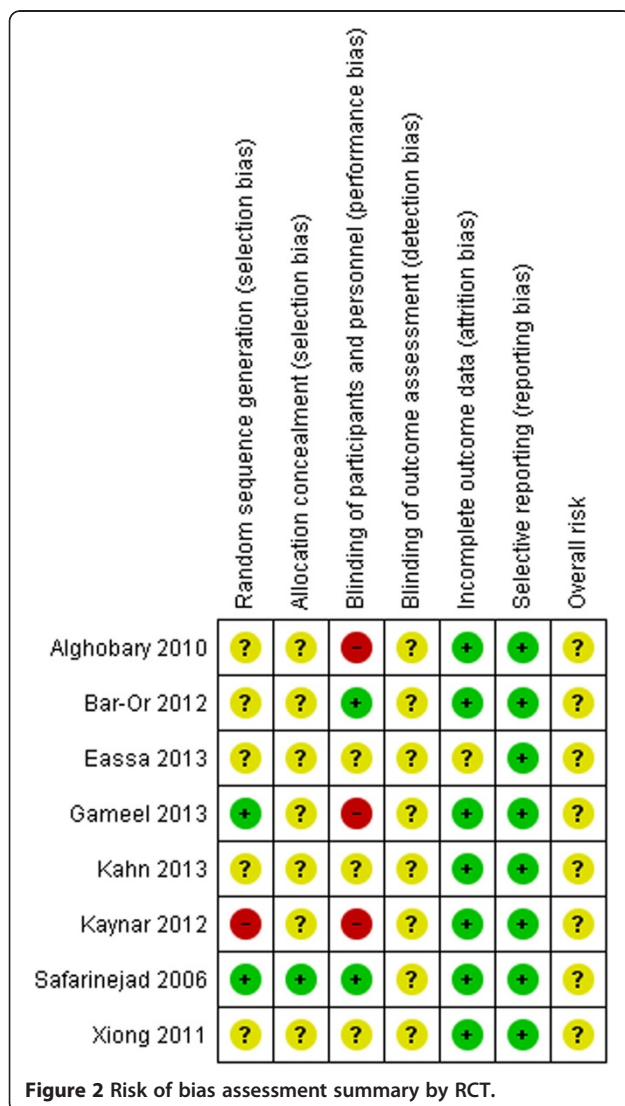 Random sequence generation (selection bias)
Allocation concealment (selection bias)
Blinding of participants and personnel (performance bias)
Blinding of outcome assessment (detection bias)
Incomplete outcome data (attrition bias)
Selective reporting (reporting bias)
Overall risk
Alghobary 2010 ? ? - ? + + ?
Bar-Or 2012 ? ? + ? + + ?
Eassa 2013 ? ? ? ? ? + ?
Gameel 2013 + ? - ? + + ?
Kahn 2013 ? ? ? ? + + ?
Kaynar 2012 - ? - ? + + ?
Safarinejad 2006 + + + ? + + ?
Xiong 2011 ? ? ? ? + + ?
Figure 2 Risk of bias assessment summary by RCT.